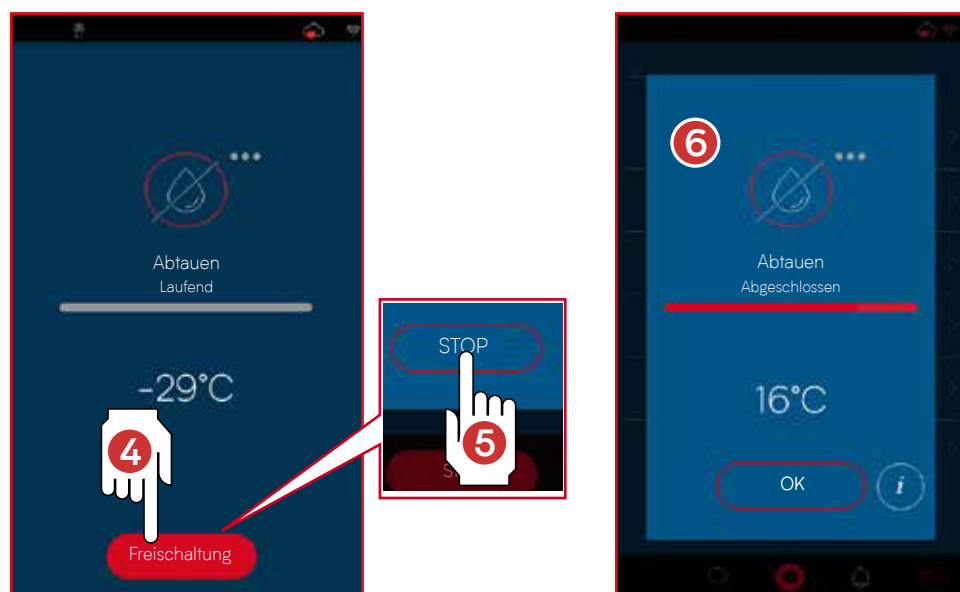 Abtauen
Laufend
-29°C
4
Freischaltung
STOP
5
6
Abtauen
Abgeschlossen
16°C
OK
i